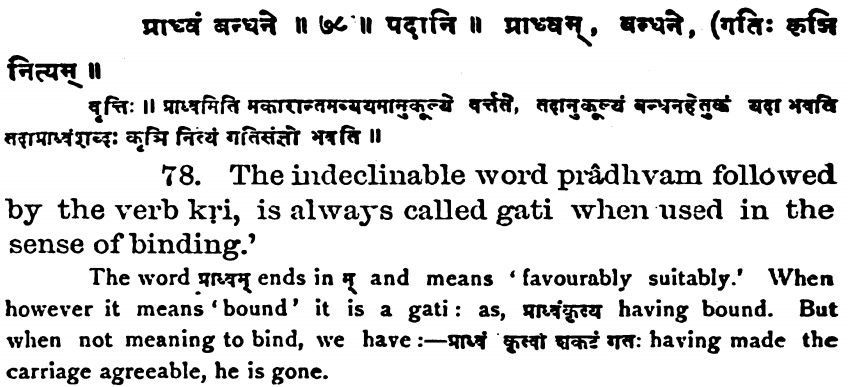 प्राध्वं बन्धने ॥ ७८ ॥ पदानि ॥ प्राध्वम् , बन्धने , (गतिः कृञि
नित्यम् ॥
वृत्तिः ॥ प्राध्वमिति मकारान्तमव्ययमानुकूल्ये वर्त्तते, तदानुकूल्यं बन्धनहेतुकं यदा भवति
तदाप्राध्वंशब्दः कृञि नित्यं गतिसंज्ञो भवति ॥
78. The indeclinable word prâdhvam followed
by the verb kṛi, is always called gati when used in the
sense of binding.’
The word प्राध्वम् ends in म् and means ‘favourably suitably.’ When
however it means ‘bound’ it is a gati : as, प्राध्वंकृत्य having bound. But
when not meaning to bind, we have :—प्राध्वं कृत्वा शकटं गतः having made the
carriage agreeable, he is gone.